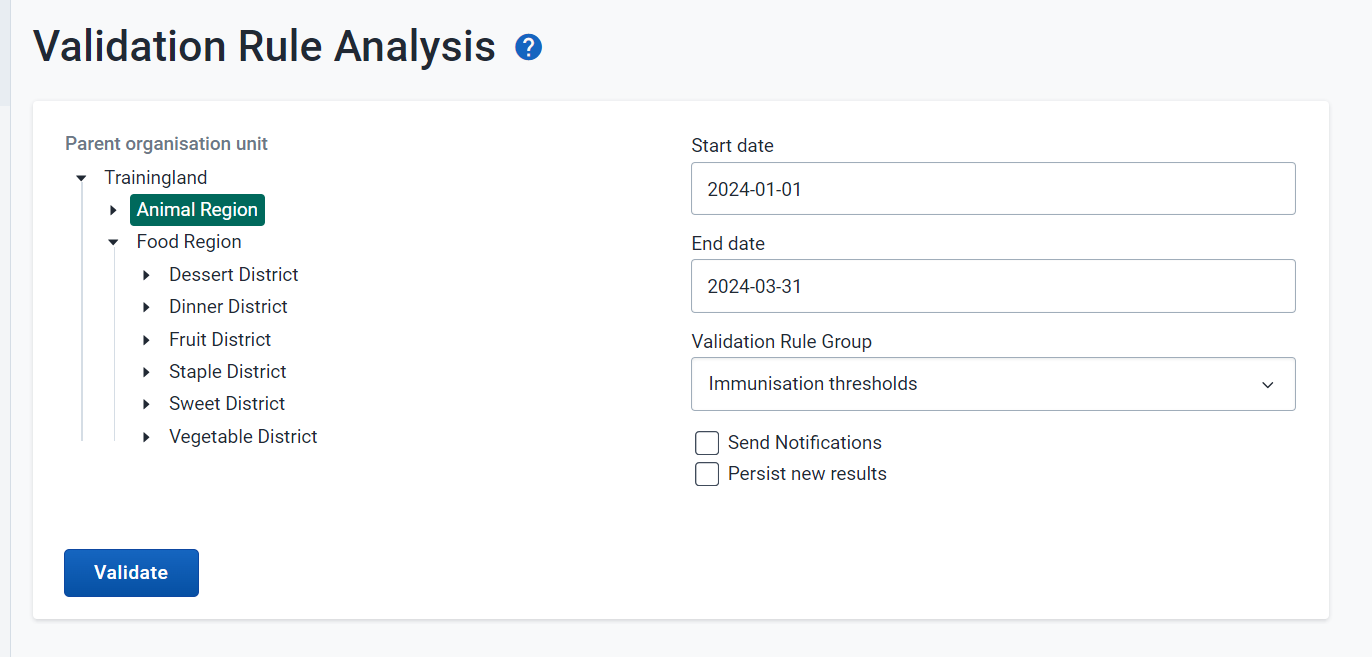 Validation Rule Analysis ?
Parent organisation unit
Trainingland
Animal Region
Food Region
Dessert District
Dinner District
Fruit District
Staple District
Sweet District
Vegetable District
Start date
2024-01-01
End date
2024-03-31
Validation Rule Group
Immunisation thresholds
Send Notifications
Persist new results
Validate